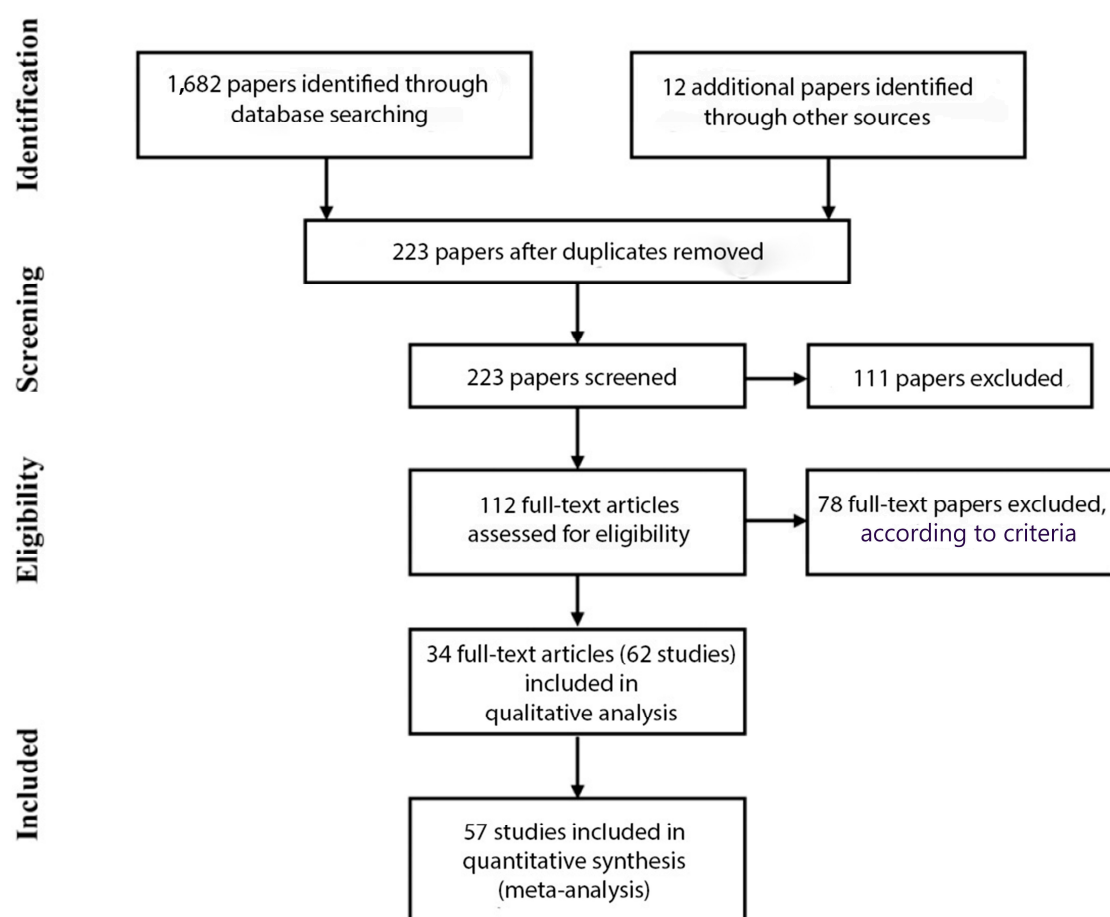 Identification
1,682 papers identified through
database searching
12 additional papers identified
through other sources
223 papers after duplicates removed
Screening
223 papers screened
111 papers excluded
Eligibility
112 full-text articles
assessed for eligibility
78 full-text papers excluded,
according to criteria
34 full-text articles (62 studies)
included in
qualitative analysis
Included
57 studies included in
quantitative synthesis
(meta-analysis)